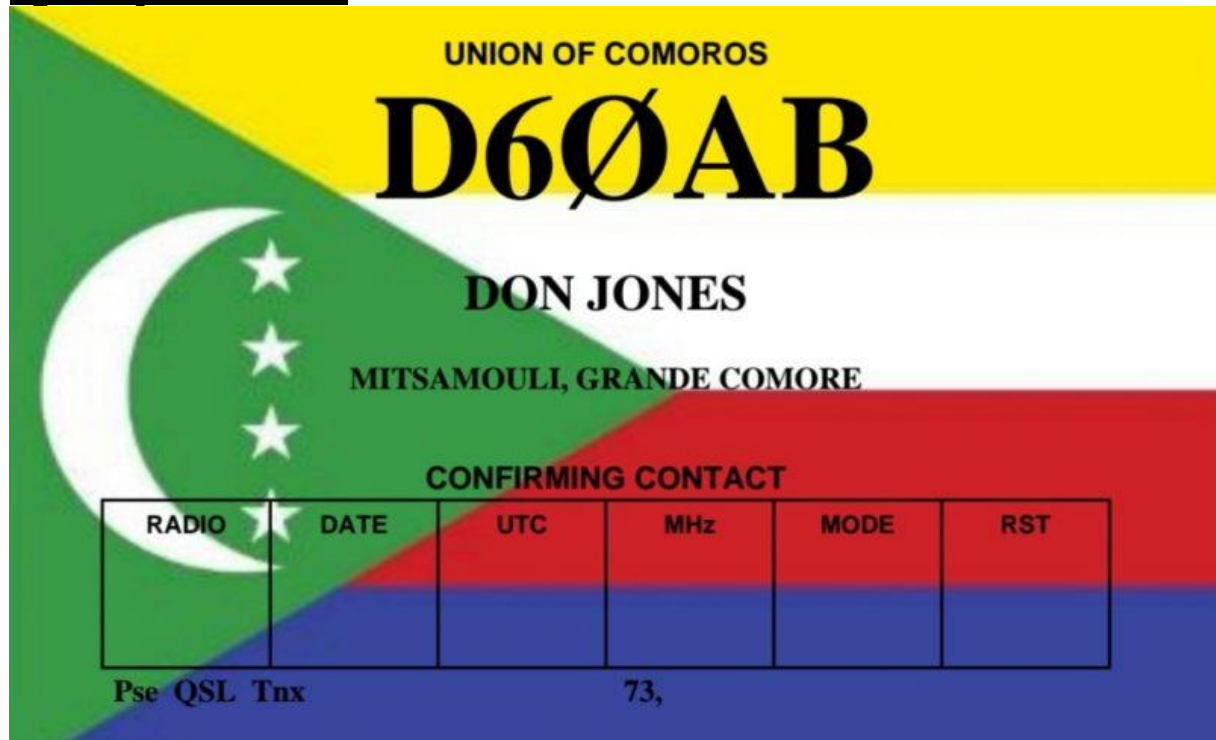 UNION OF COMOROS
D6ØAB
DON JONES
MITSAMOULI, GRANDE COMORE
CONFIRMING CONTACT
RADIO DATE UTC MHz MODE RST
Pse QSL Tnx 73,